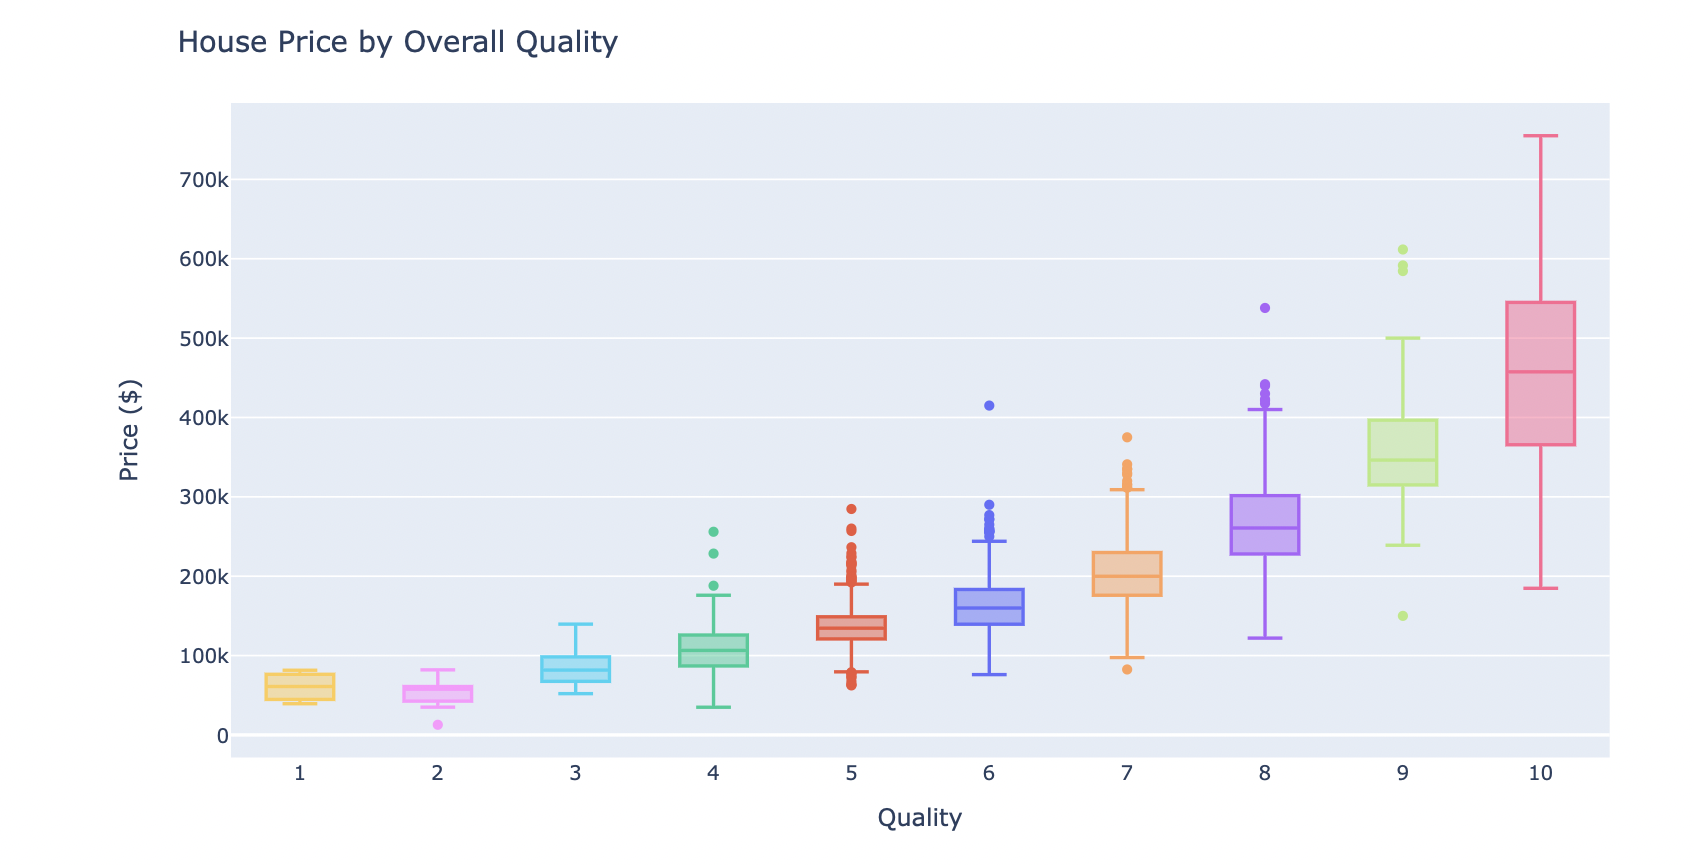 House Price by Overall Quality
Price ($)
700k
600k
500k
400k
300k
200k
100k
0
1 2 3 4 5 6 7 8 9 10
Quality